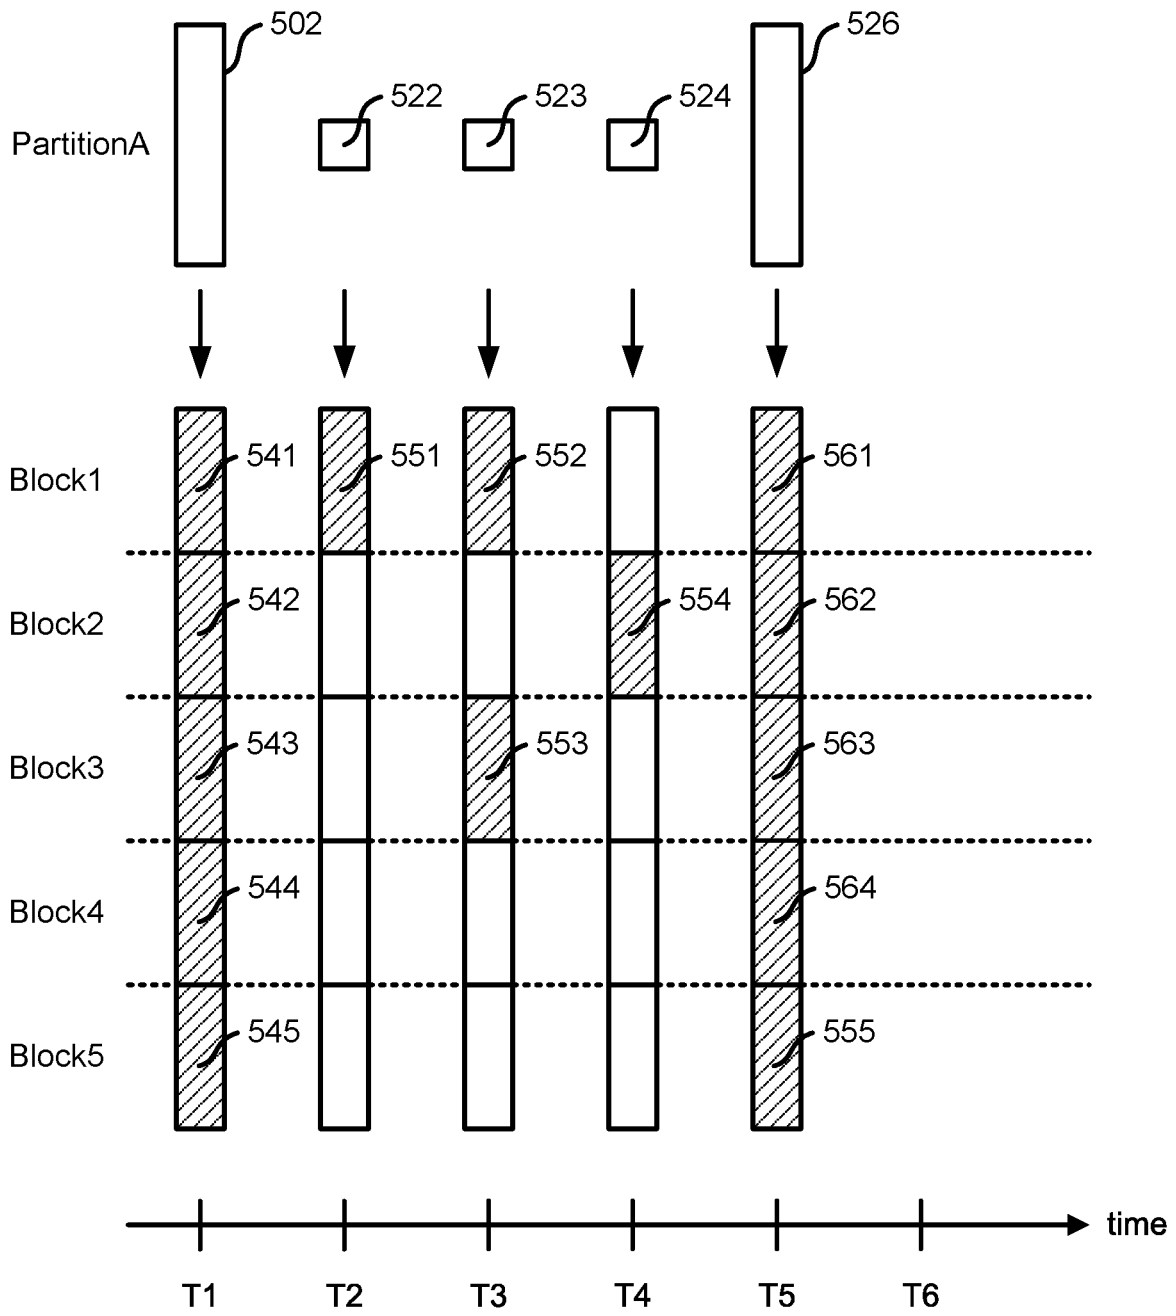 502 526
522 523 524
PartitionA
Block1 541 551 552 561
Block2 542 554 562
Block3 543 553 563
Block4 544 564
Block5 545 555
time
T1 T2 T3 T4 T5 T6